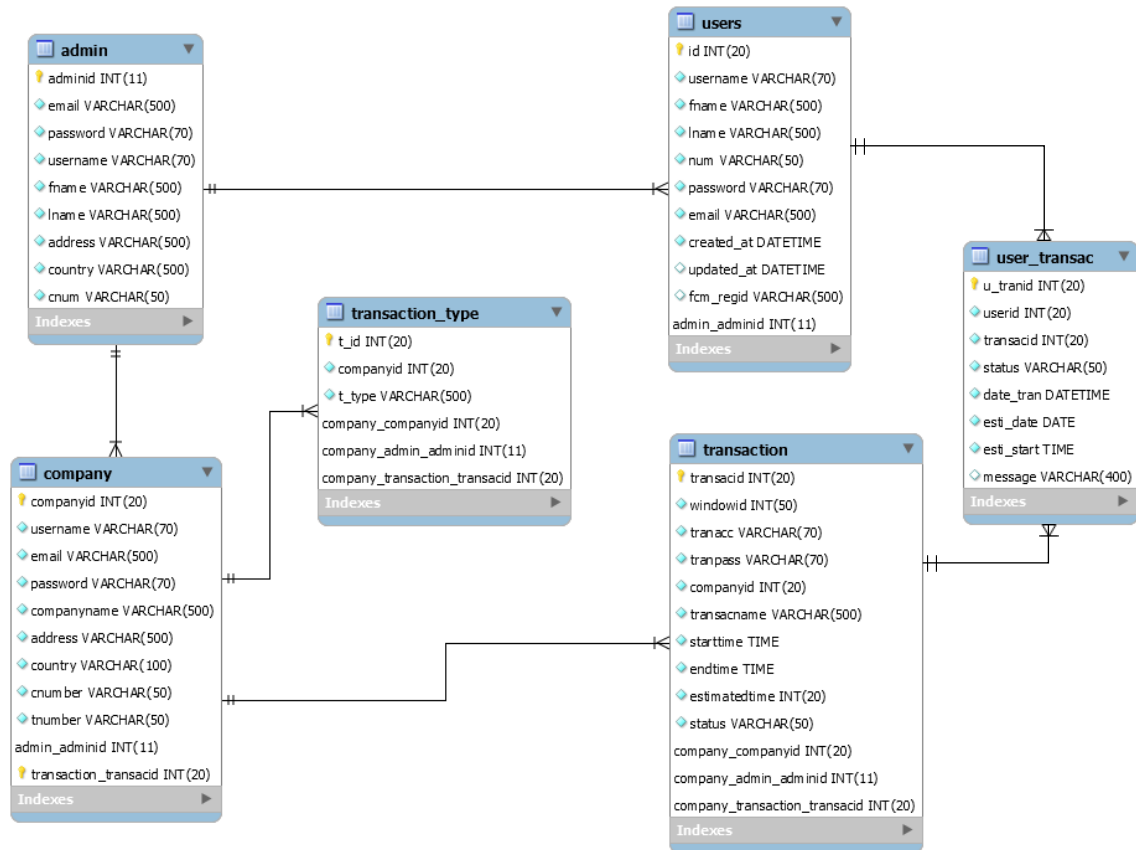 admin
adminid INT(11)
email VARCHAR(500)
password VARCHAR(70)
username VARCHAR(70)
fname VARCHAR(500)
lname VARCHAR(500)
address VARCHAR(500)
country VARCHAR(500)
cnum VARCHAR(50)
Indexes
users
id INT(20)
username VARCHAR(70)
fname VARCHAR(500)
lname VARCHAR(500)
num VARCHAR(50)
password VARCHAR(70)
email VARCHAR(500)
created_at DATETIME
updated_at DATETIME
fcm_regid VARCHAR(500)
admin_adminid INT(11)
Indexes
user_transac
u_tranid INT(20)
userid INT(20)
transacid INT(20)
status VARCHAR(50)
date_tran DATETIME
esti_date DATE
esti_start TIME
message VARCHAR(400)
Indexes
transaction_type
t_id INT(20)
companyid INT(20)
t_type VARCHAR(500)
company_companyid INT(20)
company_admin_adminid INT(11)
company_transaction_transacid INT(20)
Indexes
company
companyid INT(20)
username VARCHAR(70)
email VARCHAR(500)
password VARCHAR(70)
companyname VARCHAR(500)
address VARCHAR(500)
country VARCHAR(100)
cnumber VARCHAR(50)
tnumber VARCHAR(50)
admin_adminid INT(11)
transaction_transacid INT(20)
Indexes
transaction
transacid INT(20)
windowid INT(50)
tranacc VARCHAR(70)
tranpass VARCHAR(70)
companyid INT(20)
transacname VARCHAR(500)
starttime TIME
endtime TIME
estimatedtime INT(20)
status VARCHAR(50)
company_companyid INT(20)
company_admin_adminid INT(11)
company_transaction_transacid INT(20)
Indexes